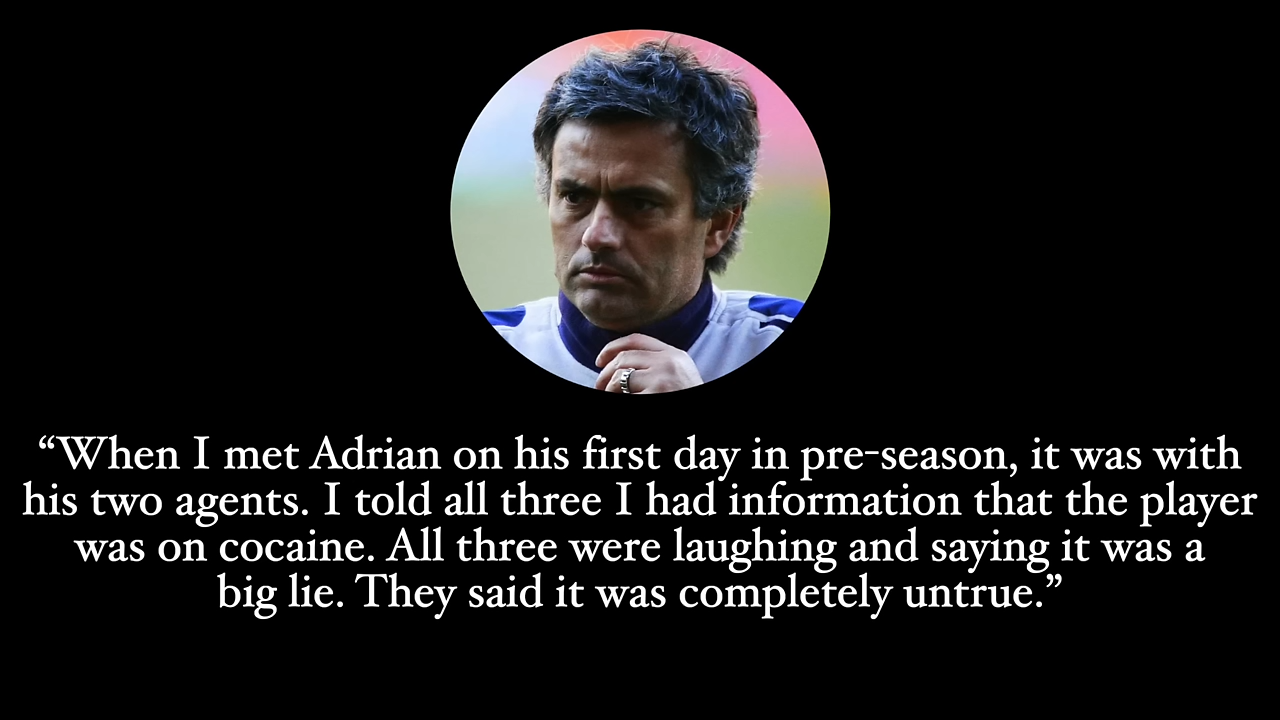 “When I met Adrian on his first day in pre-season, it was with
his two agents. I told all three I had information that the player
was on cocaine. All three were laughing and saying it was a
big lie. They said it was completely untrue.”